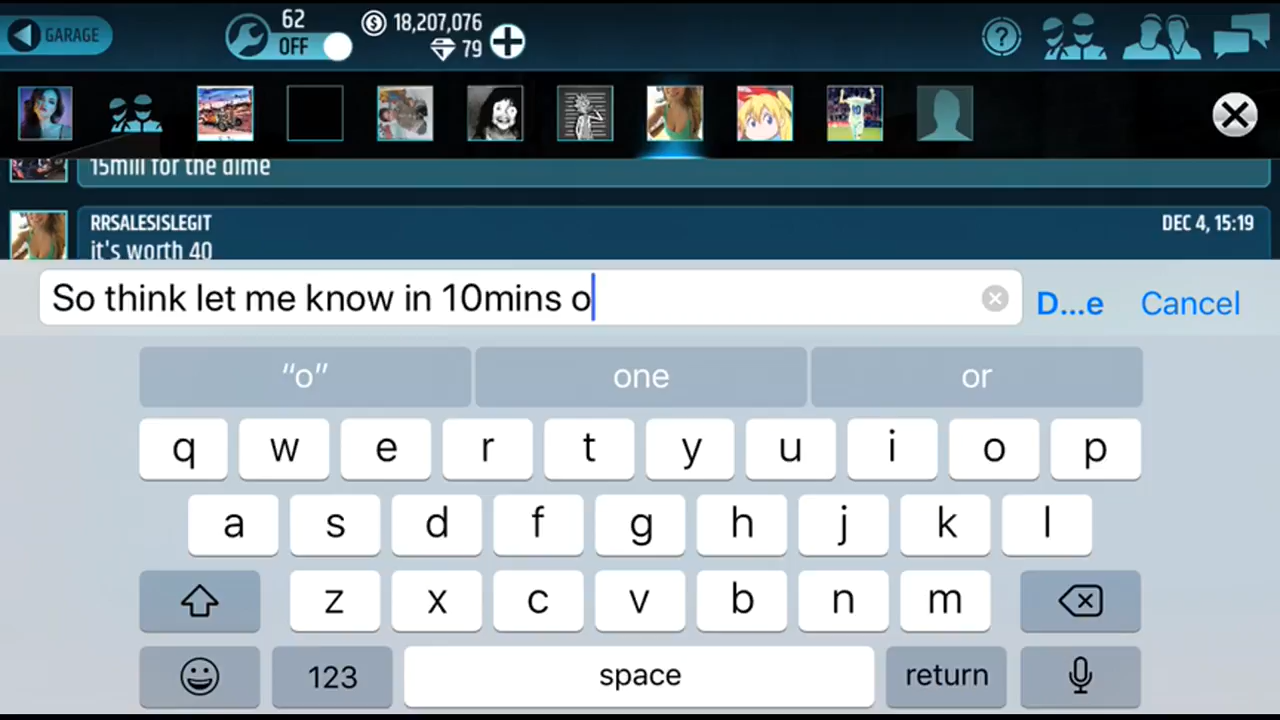 GARAGE
62
OFF
18,207,076
79
15mill for the dime
RRSALESISLEGIT
DEC 4, 15:19
it's worth 40
So think let me know in 10mins o
D...e
Cancel
“o”
one
or
q w e r t y u i o p
a s d f g h j k l
z x c v b n m
123
space
return